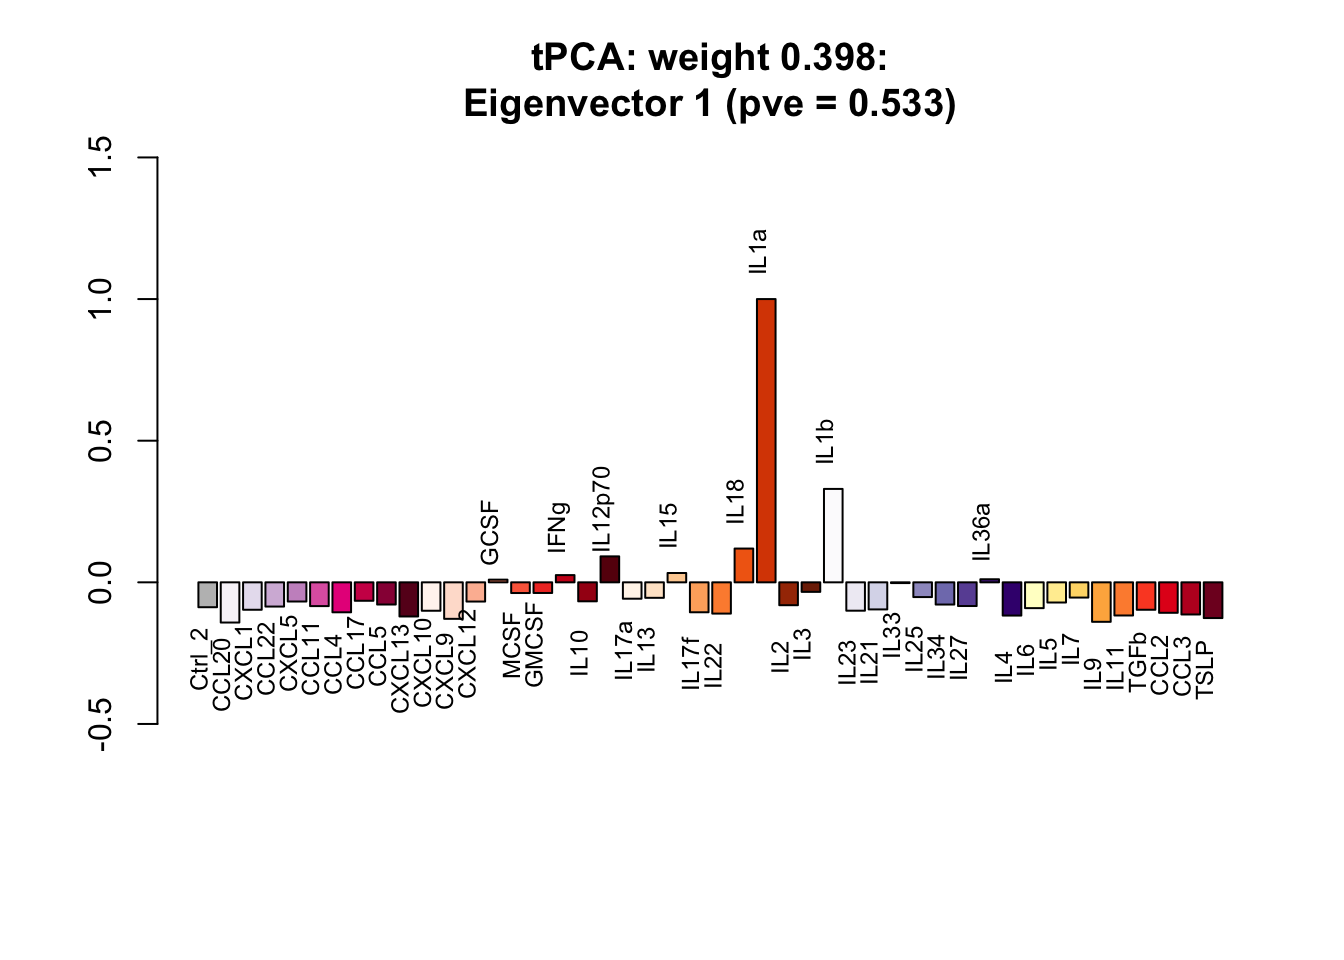 tPCA: weight 0.398:
Eigenvector 1 (pve = 0.533)
1.5
1.0
0.5
0.0
-0.5
Ctrl_2
CCL20
CXCL1
CCL22
CXCL5
CCL11
CCL4
CCL17
CCL5
CXCL13
CXCL10
CXCL9
CXCL12
GCSF
MCSF
GMCSF
IFNg
IL10
IL12p70
IL17a
IL13
IL15
IL17f
IL22
IL18
IL1a
IL2
IL3
IL1b
IL23
IL21
IL33
IL25
IL34
IL27
IL36a
IL4
IL6
IL5
IL7
IL9
IL11
TGFb
CCL2
CCL3
TSLP